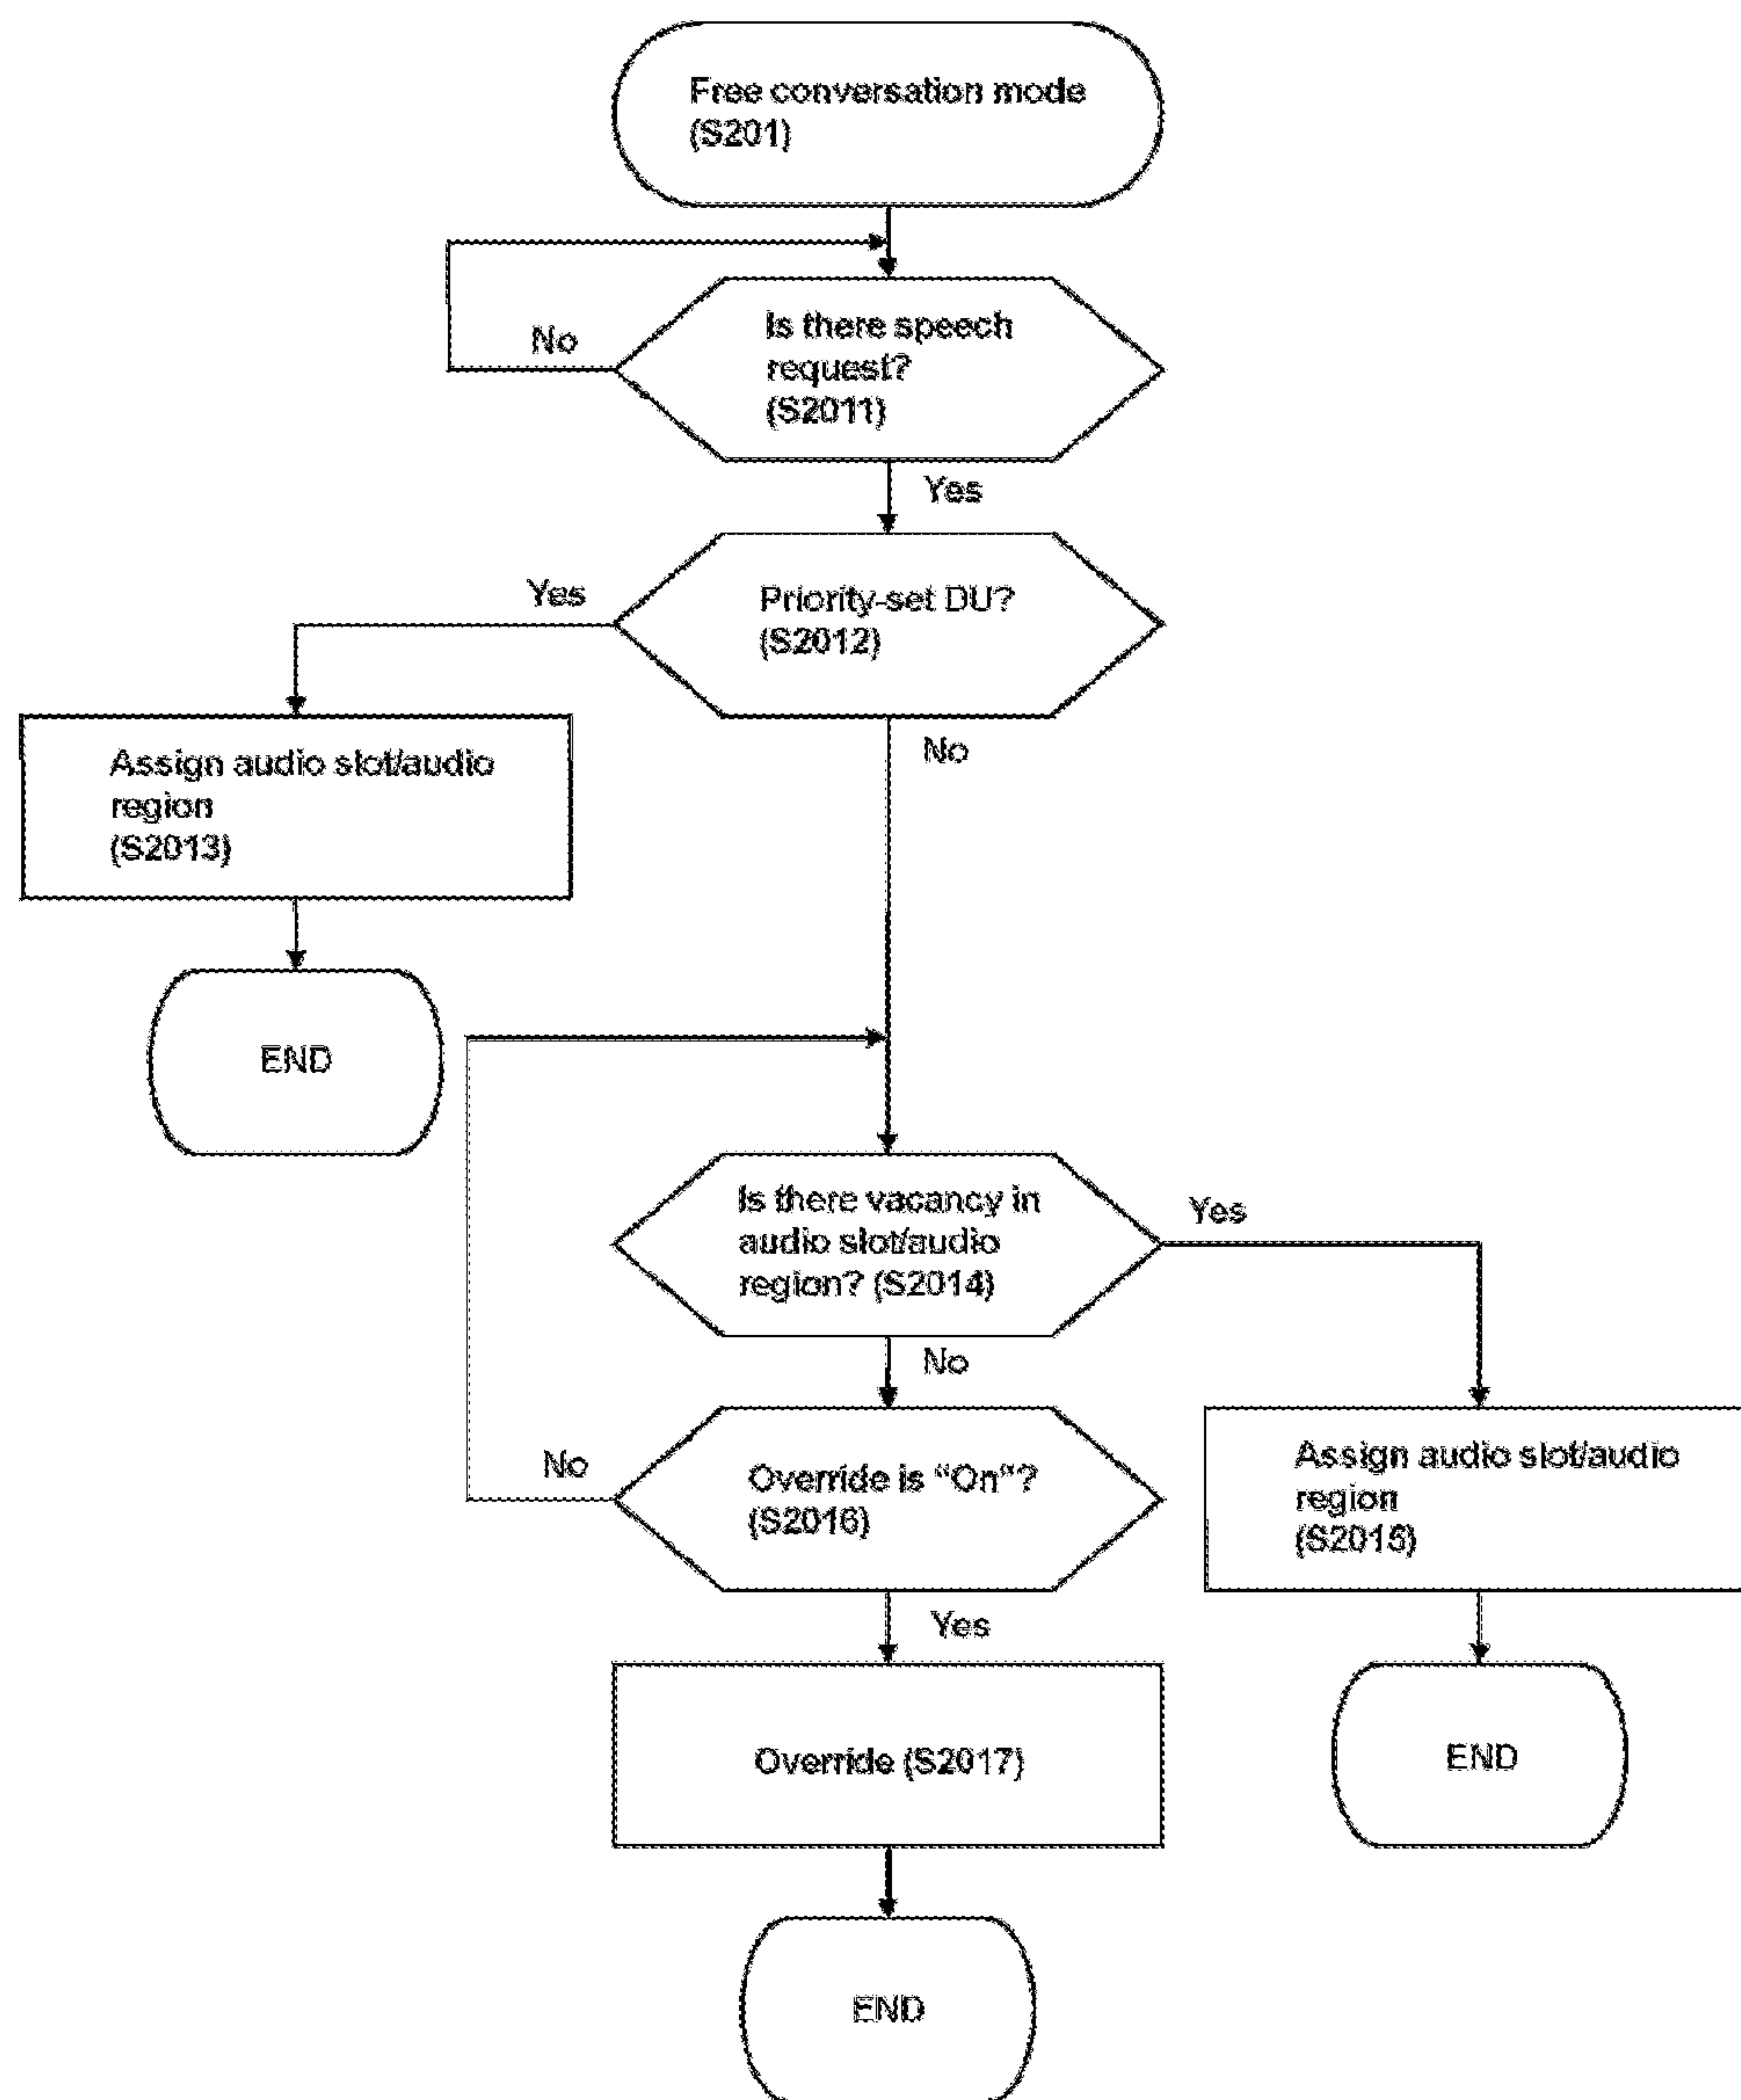 Free conversation mode
(S201)
Is there speech
request?
(S2011)
No
Yes
Priority-set DU?
(S2012)
Yes
No
Assign audio slot/audio
region
(S2013)
END
Is there vacancy in
audio slot/audio
region? (S2014)
Yes
No
Override is “On“?
(S2016)
No
Yes
Assign audio slot/audio
region
(S2015)
END
Override (S2017)
END